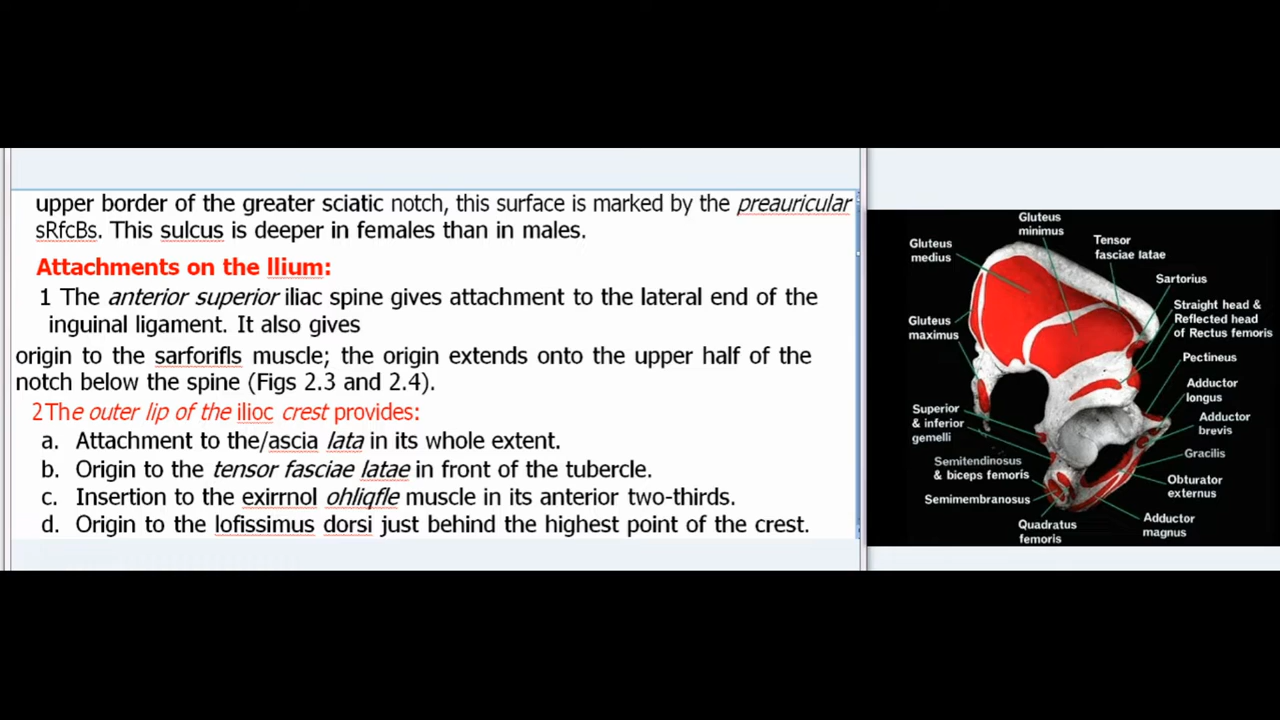 upper border of the greater sciatic notch, this surface is marked by the preauricular
sRfcBs. This sulcus is deeper in females than in males.
Attachments on the llium:
1 The anterior superior iliac spine gives attachment to the lateral end of the
inguinal ligament. It also gives
origin to the sarforifls muscle; the origin extends onto the upper half of the
notch below the spine (Figs 2.3 and 2.4).
2The outer lip of the ilioc crest provides:
a. Attachment to the/ascia lata in its whole extent.
b. Origin to the tensor fasciae latae in front of the tubercle.
c. Insertion to the exirrnol ohliqfle muscle in its anterior two-thirds.
d. Origin to the lofissimus dorsi just behind the highest point of the crest.
Gluteus
minimus
Gluteus
medius
Tensor
fasciae latae
Sartorius
Straight head &
Reflected head
of Rectus femoris
Gluteus
maximus
Pectineus
Adductor
longus
Superior
& inferior
gemelli
Adductor
brevis
Gracilis
Semitendinosus
& biceps femoris
Obturator
externus
Semimembranosus
Quadratus
femoris
Adductor
magnus